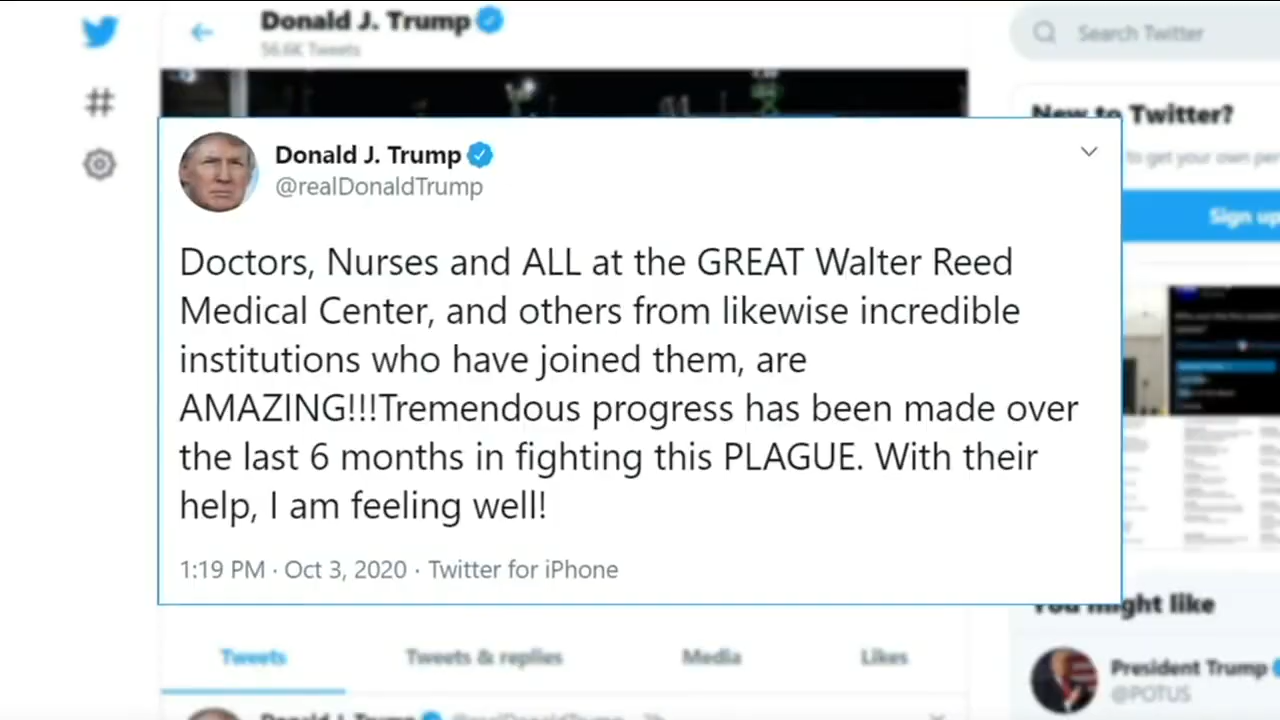 Donald J. Trump
56.6K Tweets
Search Twitter
New to Twitter?
to get your own
Sign up
Donald J. Trump
@realDonaldTrump
Doctors, Nurses and ALL at the GREAT Walter Reed
Medical Center, and others from likewise incredible
institutions who have joined them, are
AMAZING!!!Tremendous progress has been made over
the last 6 months in fighting this PLAGUE. With their
help, I am feeling well!
1:19 PM · Oct 3, 2020 · Twitter for iPhone
You might like
Tweets
Tweets & replies
Media
Likes
President Trump
@POTUS
Donald J. Trump @realDonaldTrump